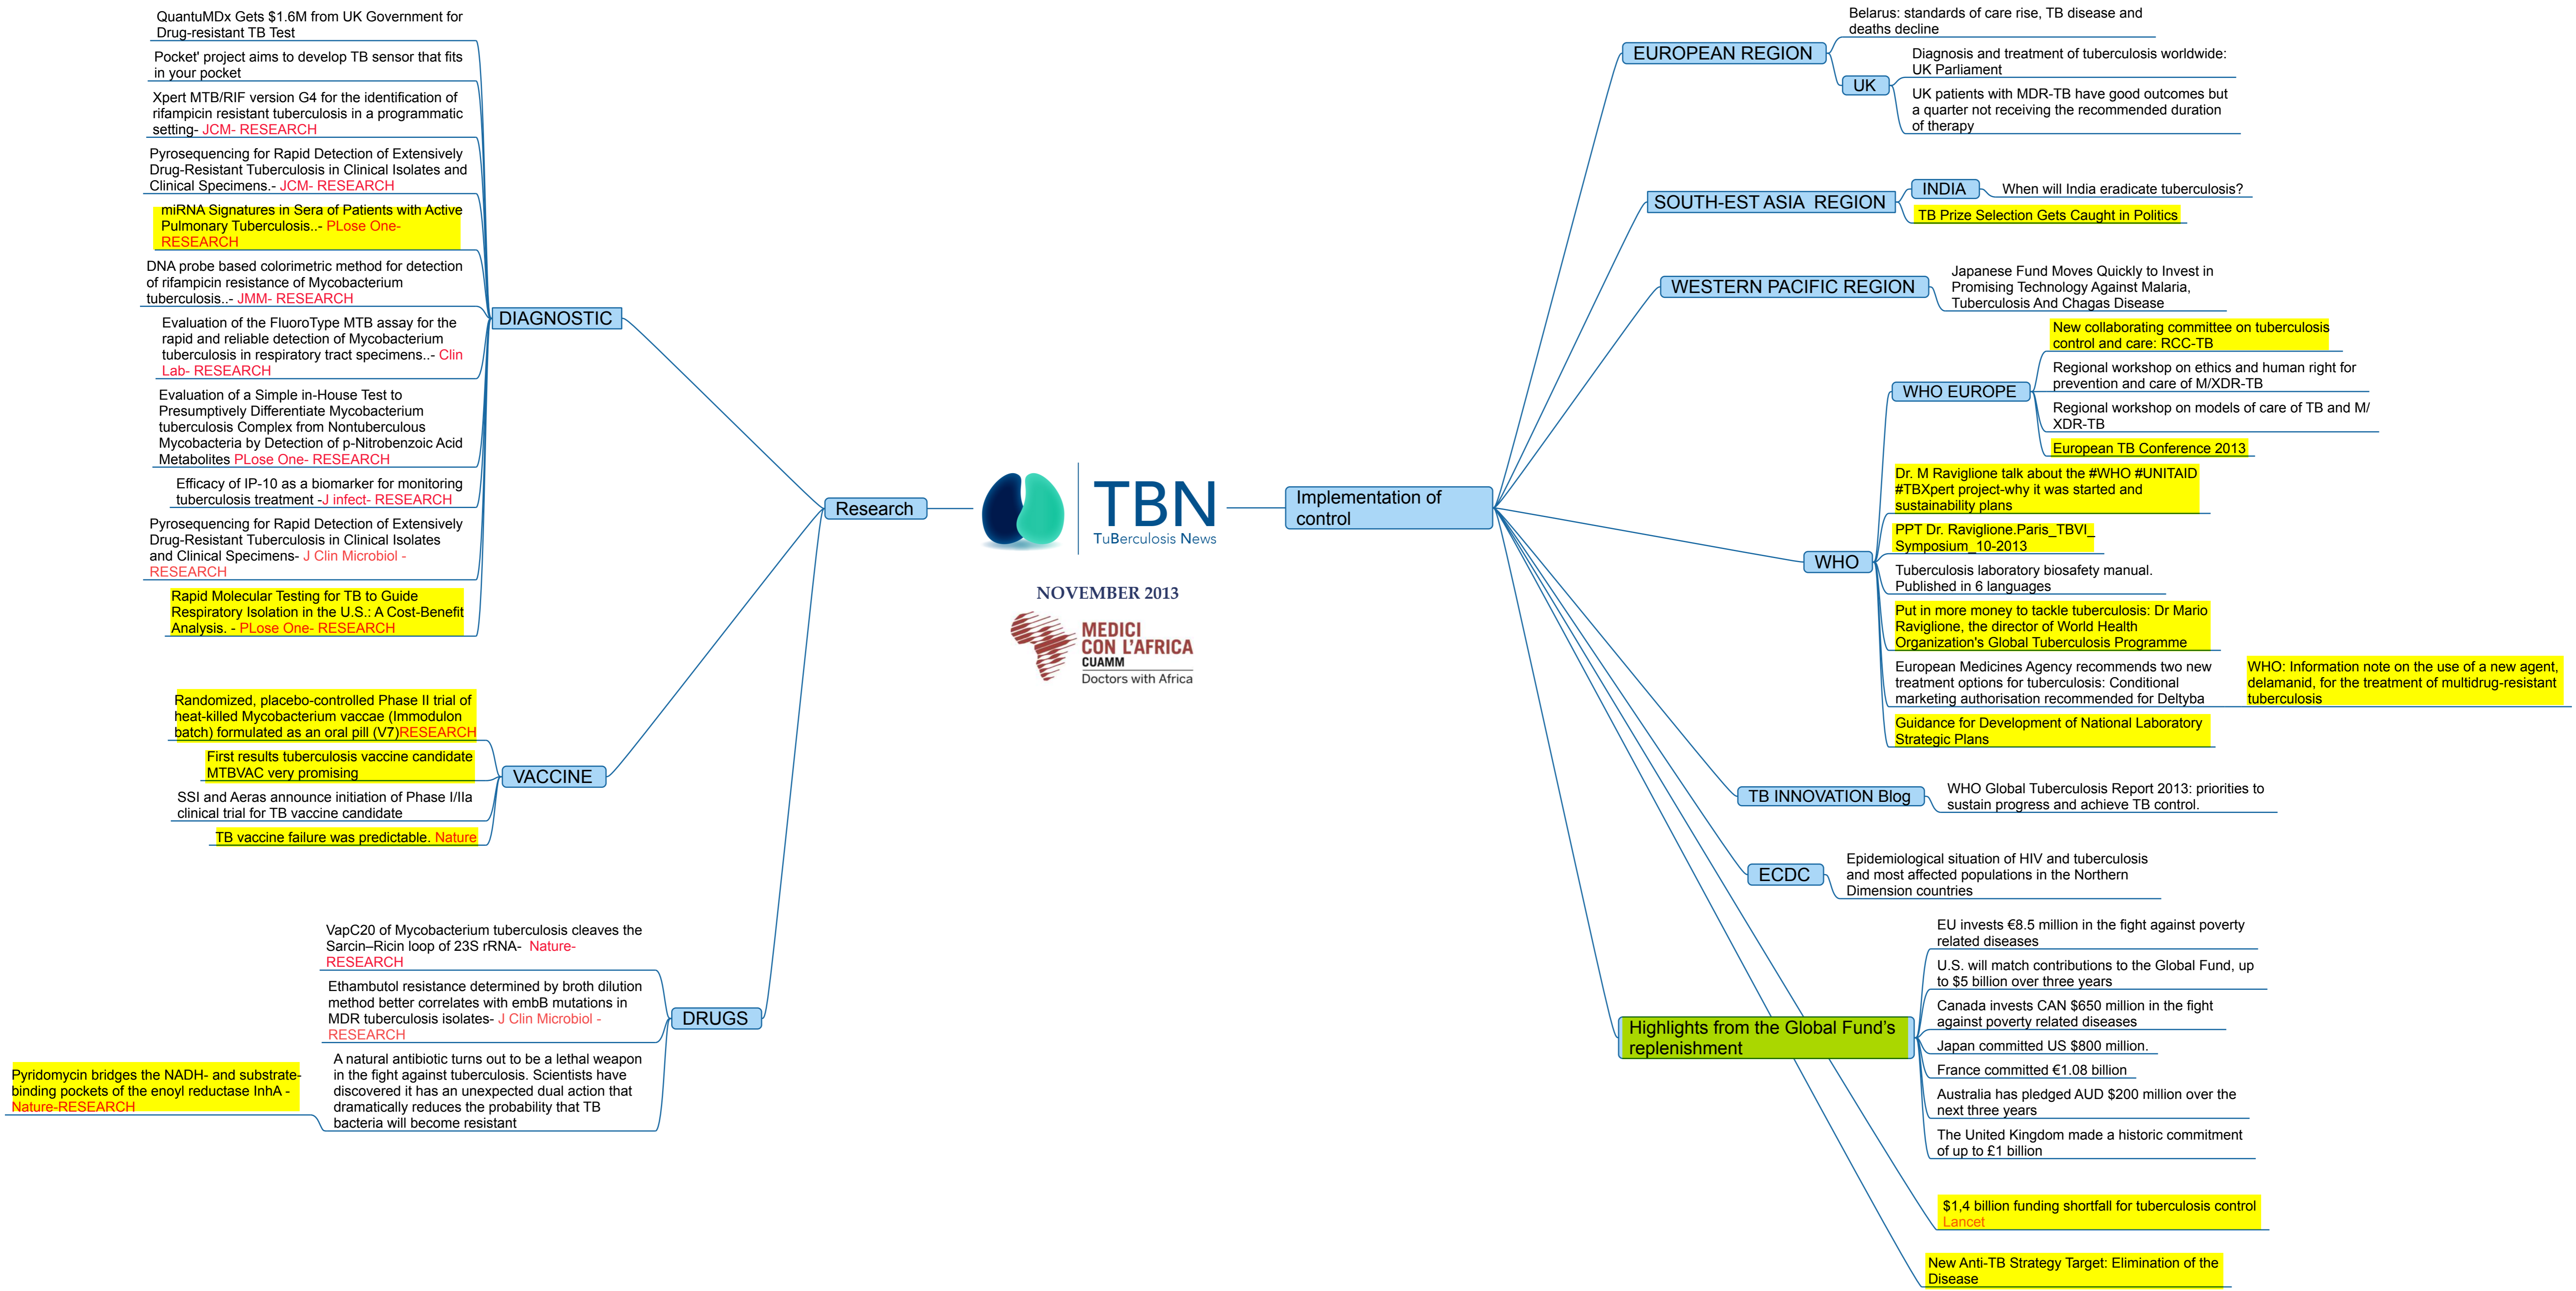 QuantuMDx Gets $1.6M from UK Government for
Drug-resistant TB Test
Pocket' project aims to develop TB sensor that fits
in your pocket
Xpert MTB/RIF version G4 for the identification of
rifampicin resistant tuberculosis in a programmatic
setting- JCM- RESEARCH
Pyrosequencing for Rapid Detection of Extensively
Drug-Resistant Tuberculosis in Clinical Isolates and
Clinical Specimens.- JCM- RESEARCH
miRNA Signatures in Sera of Patients with Active
Pulmonary Tuberculosis..- PLose One-
RESEARCH
DNA probe based colorimetric method for detection
of rifampicin resistance of Mycobacterium
tuberculosis..- JMM- RESEARCH
Evaluation of the FluoroType MTB assay for the
rapid and reliable detection of Mycobacterium
tuberculosis in respiratory tract specimens..- Clin
Lab- RESEARCH
Evaluation of a Simple in-House Test to
Presumptively Differentiate Mycobacterium
tuberculosis Complex from Nontuberculous
Mycobacteria by Detection of p-Nitrobenzoic Acid
Metabolites PLose One- RESEARCH
Efficacy of IP-10 as a biomarker for monitoring
tuberculosis treatment -J infect- RESEARCH
Pyrosequencing for Rapid Detection of Extensively
Drug-Resistant Tuberculosis in Clinical Isolates
and Clinical Specimens- J Clin Microbiol -
RESEARCH
Rapid Molecular Testing for TB to Guide
Respiratory Isolation in the U.S.: A Cost-Benefit
Analysis. - PLose One- RESEARCH
DIAGNOSTIC
Randomized, placebo-controlled Phase II trial of
heat-killed Mycobacterium vaccae (Immodulon
batch) formulated as an oral pill (V7)RESEARCH
First results tuberculosis vaccine candidate
MTBVAC very promising
SSI and Aeras announce initiation of Phase I/IIa
clinical trial for TB vaccine candidate
TB vaccine failure was predictable. Nature
VACCINE
VapC20 of Mycobacterium tuberculosis cleaves the
Sarcin–Ricin loop of 23S rRNA- Nature-
RESEARCH
Ethambutol resistance determined by broth dilution
method better correlates with embB mutations in
MDR tuberculosis isolates- J Clin Microbiol -
RESEARCH
A natural antibiotic turns out to be a lethal weapon
in the fight against tuberculosis. Scientists have
discovered it has an unexpected dual action that
dramatically reduces the probability that TB
bacteria will become resistant
Pyridomycin bridges the NADH- and substrate-
binding pockets of the enoyl reductase InhA -
Nature-RESEARCH
DRUGS
Research
TBN
TuBerculosis News
NOVEMBER 2013
MEDICI
CON L'AFRICA
CUAMM
Doctors with Africa
Implementation of
control
EUROPEAN REGION
Belarus: standards of care rise, TB disease and
deaths decline
UK
Diagnosis and treatment of tuberculosis worldwide:
UK Parliament
UK patients with MDR-TB have good outcomes but
a quarter not receiving the recommended duration
of therapy
SOUTH-EST ASIA REGION
INDIA
When will India eradicate tuberculosis?
TB Prize Selection Gets Caught in Politics
WESTERN PACIFIC REGION
Japanese Fund Moves Quickly to Invest in
Promising Technology Against Malaria,
Tuberculosis And Chagas Disease
WHO
WHO EUROPE
New collaborating committee on tuberculosis
control and care: RCC-TB
Regional workshop on ethics and human right for
prevention and care of M/XDR-TB
Regional workshop on models of care of TB and M/
XDR-TB
European TB Conference 2013
Dr. M Raviglione talk about the #WHO #UNITAID
#TBXpert project-why it was started and
sustainability plans
PPT Dr. Raviglione.Paris_TBVI_
Symposium_10-2013
Tuberculosis laboratory biosafety manual.
Published in 6 languages
Put in more money to tackle tuberculosis: Dr Mario
Raviglione, the director of World Health
Organization's Global Tuberculosis Programme
European Medicines Agency recommends two new
treatment options for tuberculosis: Conditional
marketing authorisation recommended for Deltyba
WHO: Information note on the use of a new agent,
delamanid, for the treatment of multidrug-resistant
tuberculosis
Guidance for Development of National Laboratory
Strategic Plans
TB INNOVATION Blog
WHO Global Tuberculosis Report 2013: priorities to
sustain progress and achieve TB control.
ECDC
Epidemiological situation of HIV and tuberculosis
and most affected populations in the Northern
Dimension countries
Highlights from the Global Fund's
replenishment
EU invests €8.5 million in the fight against poverty
related diseases
U.S. will match contributions to the Global Fund, up
to $5 billion over three years
Canada invests CAN $650 million in the fight
against poverty related diseases
Japan committed US $800 million.
France committed €1.08 billion
Australia has pledged AUD $200 million over the
next three years
The United Kingdom made a historic commitment
of up to £1 billion
$1,4 billion funding shortfall for tuberculosis control
Lancet
New Anti-TB Strategy Target: Elimination of the
Disease